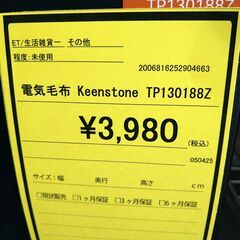 TP130188Z
ET/生活雑貨ー その他
程度:未使用
2006816252904663
電気毛布 Keenstone TP130188Z
¥3,980
(税込)
050425
サイズ:幅 奥行 高さ cm
□現状販売 □1ヶ月保証 □3ヶ月保証 □6ヶ月保証